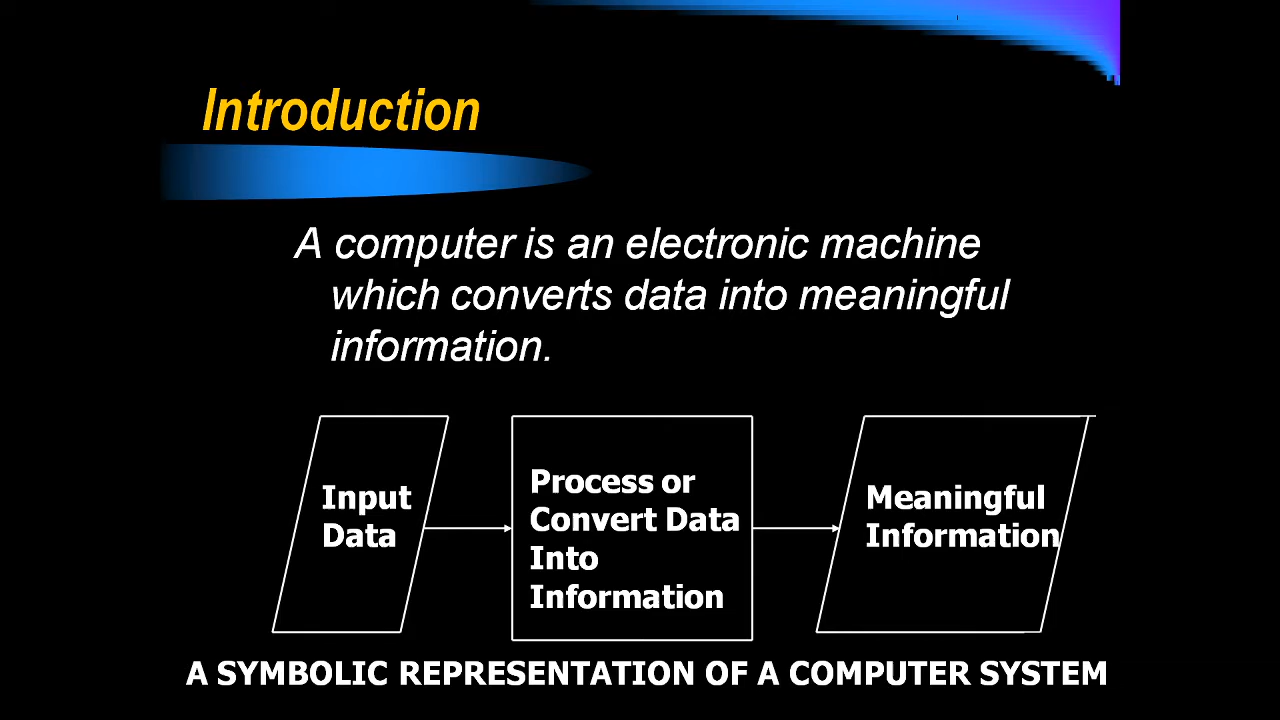 Introduction
A computer is an electronic machine
which converts data into meaningful
information.
Input
Data
Process or
Convert Data
Into
Information
Meaningful
Information
A SYMBOLIC REPRESENTATION OF A COMPUTER SYSTEM